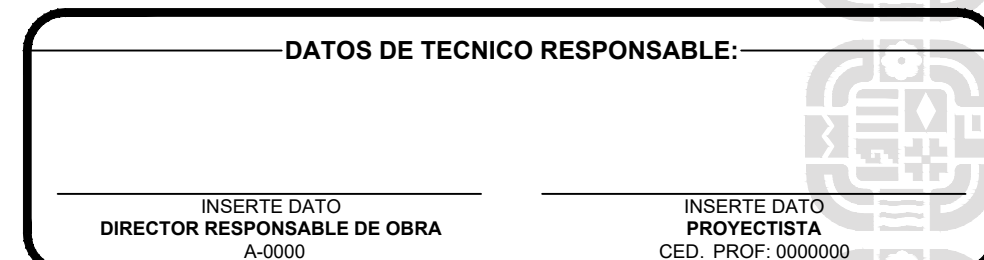 DATOS DE TECNICO RESPONSABLE:
INSERTE DATO
DIRECTOR RESPONSABLE DE OBRA
A-0000
INSERTE DATO
PROYECTISTA
CED. PROF: 0000000